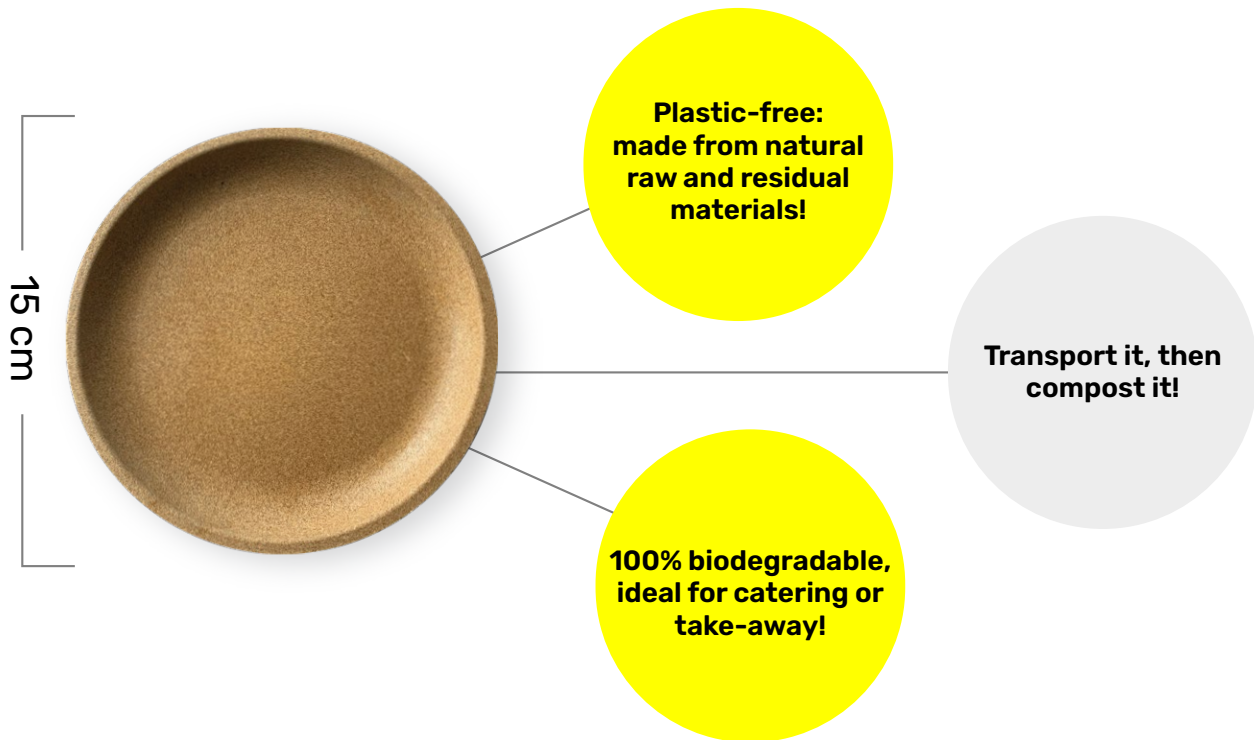 15 cm
Plastic-free:
made from natural
raw and residual
materials!
Transport it, then
compost it!
100% biodegradable,
ideal for catering or
take-away!